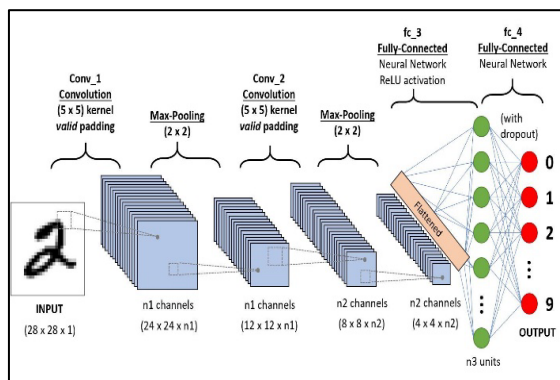 fc_3
Fully-Connected
Neural Network
ReLU activation
fc_4
Fully-Connected
Neural Network
Conv_1
Convolution
(5 x 5) kernel
valid padding
Max-Pooling
(2 x 2)
Conv_2
Convolution
(5 x 5) kernel
valid padding
Max-Pooling
(2 x 2)
(with
dropout)
Flattened
0
1
2
9
2
INPUT
(28 x 28 x 1)
n1 channels
(24 x 24 x n1)
n1 channels
(12 x 12 x n1)
n2 channels
(8 x 8 x n2)
n2 channels
(4 x 4 x n2)
OUTPUT
n3 units